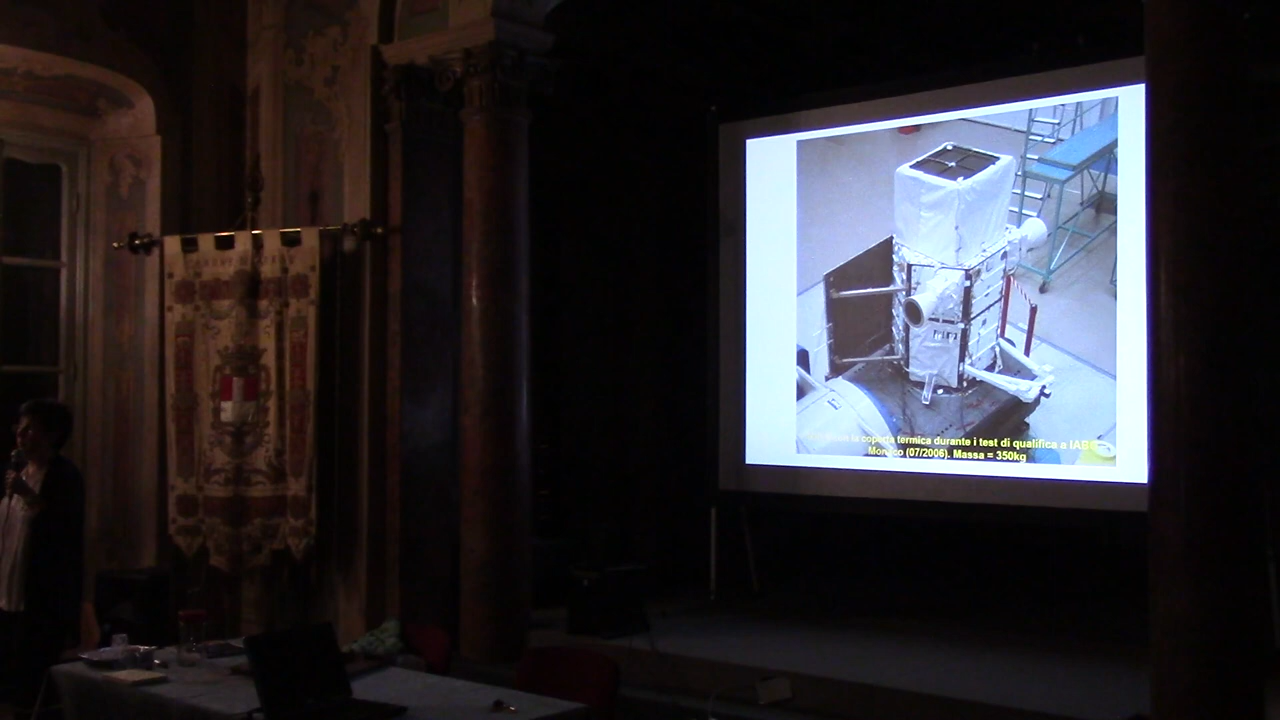 la coperta termica durante i test di qualifica a IABG
Monaco (07/2006). Massa = 350kg